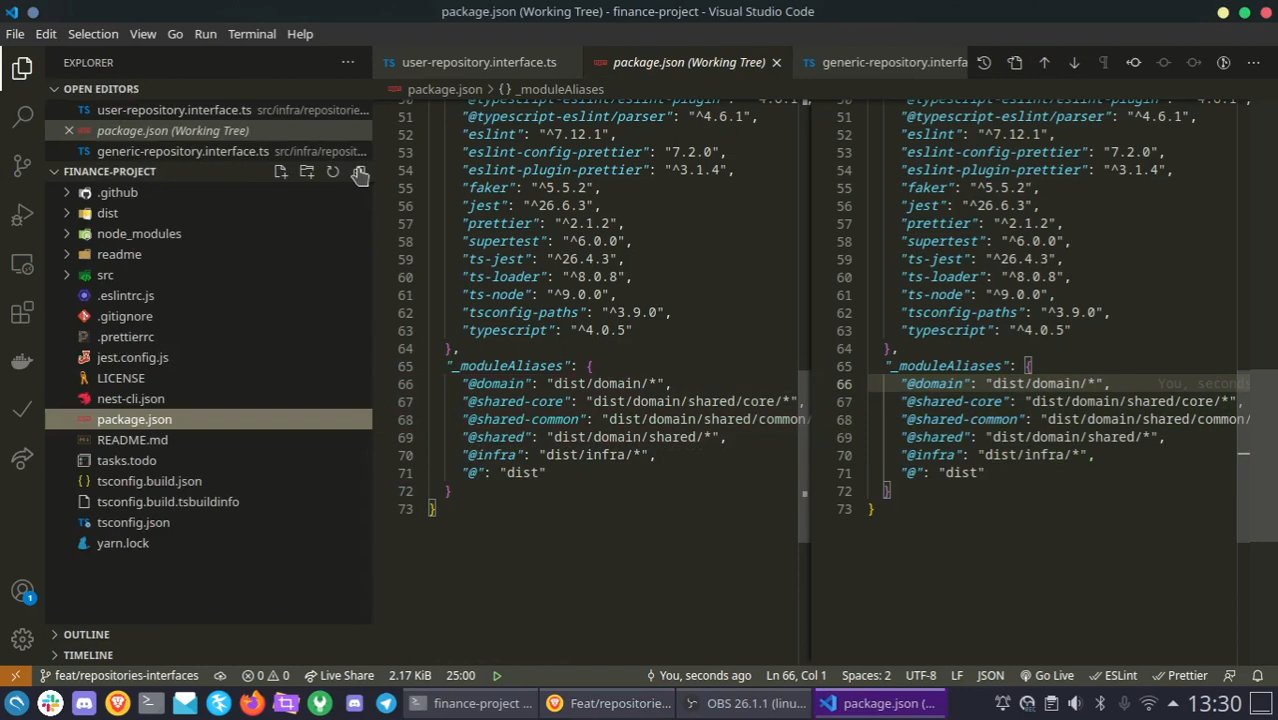 package.json (Working Tree) - finance-project - Visual Studio Code
File Edit Selection View Go Run Terminal Help
EXPLORER
user-repository.interface.ts
package.json (Working Tree)
generic-repository.interfa
OPEN EDITORS
package.json > {} _moduleAliases
user-repository.interface.ts src/infra/repositorie...
package.json (Working Tree)
generic-repository.interface.ts src/infra/reposit...
FINANCE-PROJECT
.github
dist
node_modules
readme
src
.eslintrc.js
.gitignore
.prettierrc
jest.config.js
LICENSE
nest-cli.json
package.json
README.md
tasks.todo
tsconfig.build.json
tsconfig.build.tsbuildinfo
tsconfig.json
yarn.lock
OUTLINE
TIMELINE
51 "@typescript-eslint/parser": "^4.6.1",
52 "eslint": "^7.12.1",
53 "eslint-config-prettier": "7.2.0",
54 "eslint-plugin-prettier": "^3.1.4",
55 "faker": "^5.5.2",
56 "jest": "^26.6.3",
57 "prettier": "^2.1.2",
58 "supertest": "^6.0.0",
59 "ts-jest": "^26.4.3",
60 "ts-loader": "^8.0.8",
61 "ts-node": "^9.0.0",
62 "tsconfig-paths": "^3.9.0",
63 "typescript": "^4.0.5"
64 },
65 "_moduleAliases": {
66 "@domain": "dist/domain/*",
67 "@shared-core": "dist/domain/shared/core/*",
68 "@shared-common": "dist/domain/shared/common/
69 "@shared": "dist/domain/shared/*",
70 "@infra": "dist/infra/*",
71 "@": "dist"
72 }
73 }
51 "@typescript-eslint/parser": "^4.6.1",
52 "eslint": "^7.12.1",
53 "eslint-config-prettier": "7.2.0",
54 "eslint-plugin-prettier": "^3.1.4",
55 "faker": "^5.5.2",
56 "jest": "^26.6.3",
57 "prettier": "^2.1.2",
58 "supertest": "^6.0.0",
59 "ts-jest": "^26.4.3",
60 "ts-loader": "^8.0.8",
61 "ts-node": "^9.0.0",
62 "tsconfig-paths": "^3.9.0",
63 "typescript": "^4.0.5"
64 },
65 "_moduleAliases": {
66 "@domain": "dist/domain/*", You, seconds
67 "@shared-core": "dist/domain/shared/core/*",
68 "@shared-common": "dist/domain/shared/common/
69 "@shared": "dist/domain/shared/*",
70 "@infra": "dist/infra/*",
71 "@": "dist"
72 }
73 }
feat/repositories-interfaces 0 0 Live Share 2.17 KiB 25:00 You, seconds ago Ln 66, Col 1 Spaces: 2 UTF-8 LF JSON Go Live ESLint Prettier
finance-project ... Feat/repositorie... OBS 26.1.1 (linu... package.json (... 13:30